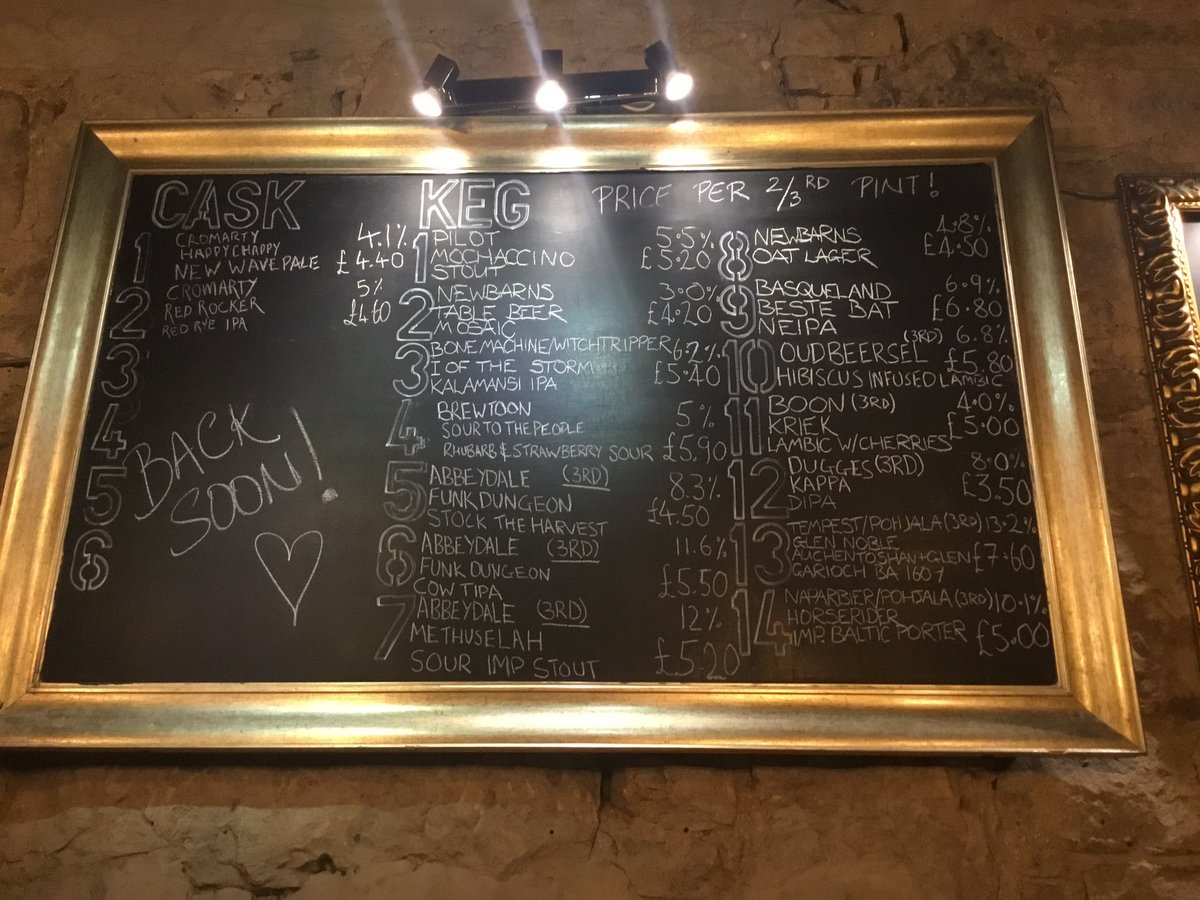 CASK
1 CROMARTY 4.1%
HAPPY CHAPPY
NEW WAVE PALE £4.40
2 CROMARTY 5%
RED ROCKER £4.60
RED RYE IPA
3
4
5
6
BACK
SOON!
KEG PRICE PER 2/3RD PINT!
1 PILOT 5.5%
MOCHACCINO £5.20
STOUT
2 NEWBARNS 3.0%
TABLE BEER £4.20
MOSAIC
3 BONE MACHINE/WITCHTRIPPER 6.2%
I OF THE STORM £5.40
KALAMANSI IPA
4 BREWTOON 5%
SOUR TO THE PEOPLE
RHUBARB & STRAWBERRY SOUR £5.90
5 ABBEYDALE (3RD) 8.3%
FUNK DUNGEON £4.50
STOCK THE HARVEST
6 ABBEYDALE (3RD) 11.6%
FUNK DUNGEON £5.50
COW TIPA
7 ABBEYDALE (3RD) 12%
METHUSELAH
SOUR IMP STOUT £5.20
8 NEWBARNS 4.8%
OAT LAGER £4.50
9 BASQUELAND 6.9%
BESTE BAT £6.80
NEIPA
10 OUDBEERSEL (3RD) 6.8%
HIBISCUS INFUSED LAMBIC £5.80
11 BOON (3RD) 4.0%
KRIEK £5.00
LAMBIC W/CHERRIES
12 DUGGES (3RD) 8.0%
KAPPA £3.50
DIPA
13 TEMPEST/POHJALA (3RD) 13.2%
GLEN NOBLE
AUCHENTOSHAN+GLEN £7.60
GARIOCH BA 1607
14 NAPARBIER/POHJALA (3RD) 10.1%
HORSERIDER
IMP. BALTIC PORTER £5.00